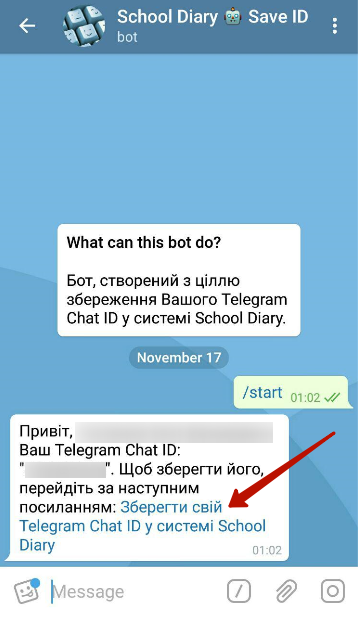 School Diary 🤖 Save ID
bot
What can this bot do?
Бот, створений з ціллю
збереження Вашого Telegram
Chat ID у системі School Diary.
November 17
/start 01:02
Привіт,
Ваш Telegram Chat ID:
"". Щоб зберегти його,
перейдіть за наступним
посиланням: Зберегти свій
Telegram Chat ID у системі School
Diary
01:02
Message